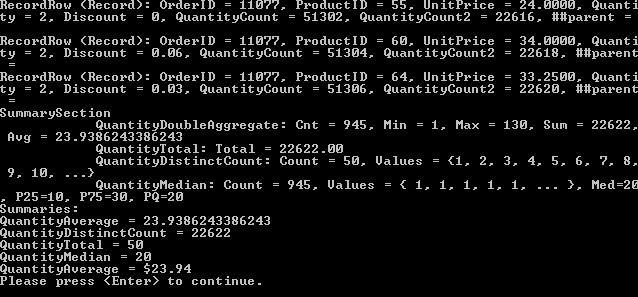 RecordRow (Record): OrderID = 11077, ProductID = 55, UnitPrice = 24.0000, Quanti
ty = 2, Discount = 0, QuantityCount = 51302, QuantityCount2 = 22616, ##parent =
RecordRow (Record): OrderID = 11077, ProductID = 60, UnitPrice = 34.0000, Quanti
ty = 2, Discount = 0.06, QuantityCount = 51304, QuantityCount2 = 22618, ##parent
=
RecordRow (Record): OrderID = 11077, ProductID = 64, UnitPrice = 33.2500, Quanti
ty = 2, Discount = 0.03, QuantityCount = 51306, QuantityCount2 = 22620, ##parent
=
SummarySection
QuantityDoubleAggregate: Cnt = 945, Min = 1, Max = 130, Sum = 22622,
Avg = 23.9386243386243
QuantityTotal: Total = 22622.00
QuantityDistinctCount: Count = 50, Values = {1, 2, 3, 4, 5, 6, 7, 8,
9, 10, ...}
QuantityMedian: Count = 945, Values = { 1, 1, 1, 1, 1, ... }, Med=20
, P25=10, P75=30, PQ=20
Summaries:
QuantityAverage = 23.9386243386243
QuantityDistinctCount = 22622
QuantityTotal = 50
QuantityMedian = 20
QuantityAverage = $23.94
Please press <Enter> to continue.